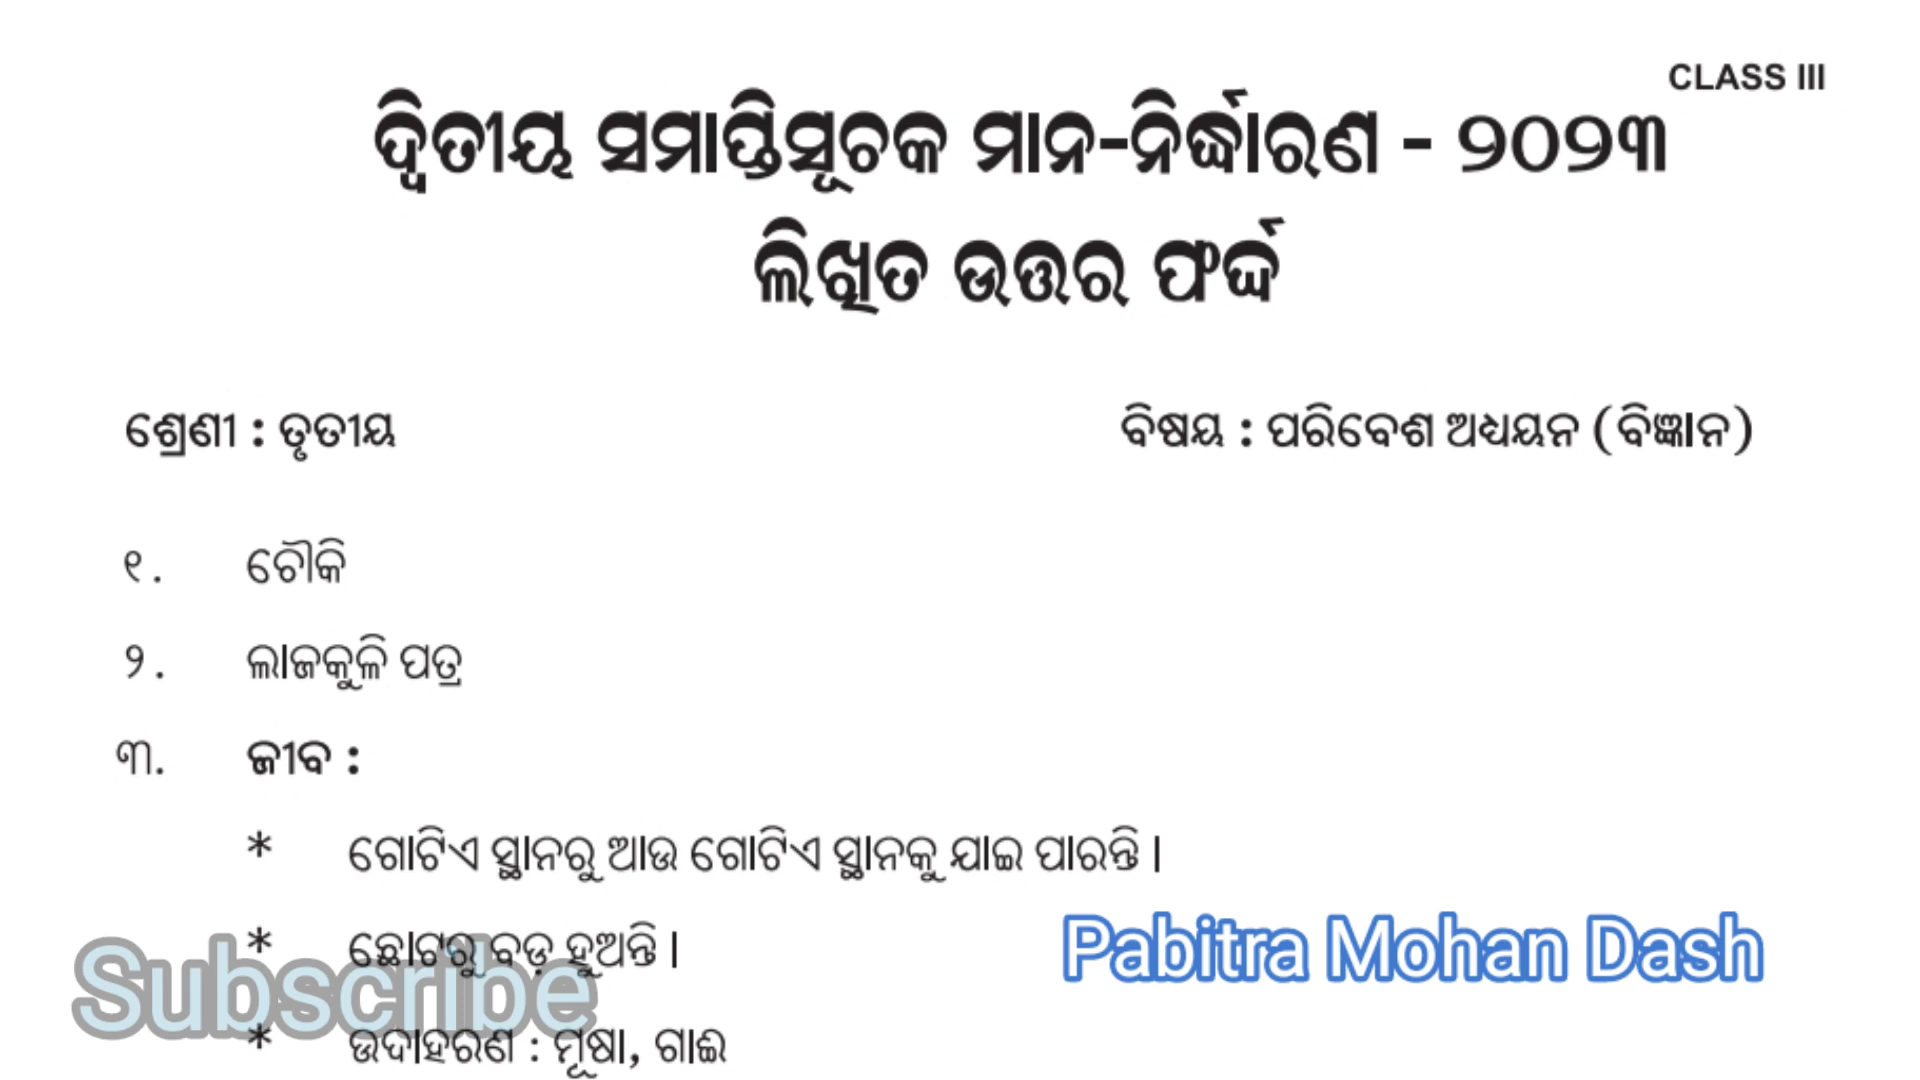 CLASS III
ଦ୍ଵିତୀୟ ସମାପ୍ତିସୂଚକ ମାନ-ନିର୍ଦ୍ଧାରଣ - ୨୦୨୩
ଲିଖିତ ଉତ୍ତର ଫର୍ଦ୍ଦ
ଶ୍ରେଣୀ : ତୃତୀୟ ବିଷୟ : ପରିବେଶ ଅଧ୍ୟୟନ (ବିଜ୍ଞାନ)
୧. ଚୌକି
୨. ଲାଜକୁଳି ପତ୍ର
୩. ଜୀବ :
* ଗୋଟିଏ ସ୍ଥାନରୁ ଆଉ ଗୋଟିଏ ସ୍ଥାନକୁ ଯାଇ ପାରନ୍ତି ।
* ଛୋଟରୁ ବଡ଼ ହୁଅନ୍ତି ।
Pabitra Mohan Dash
Subscribe
* ଉଦାହରଣ : ମୂଷା, ଗାଈ